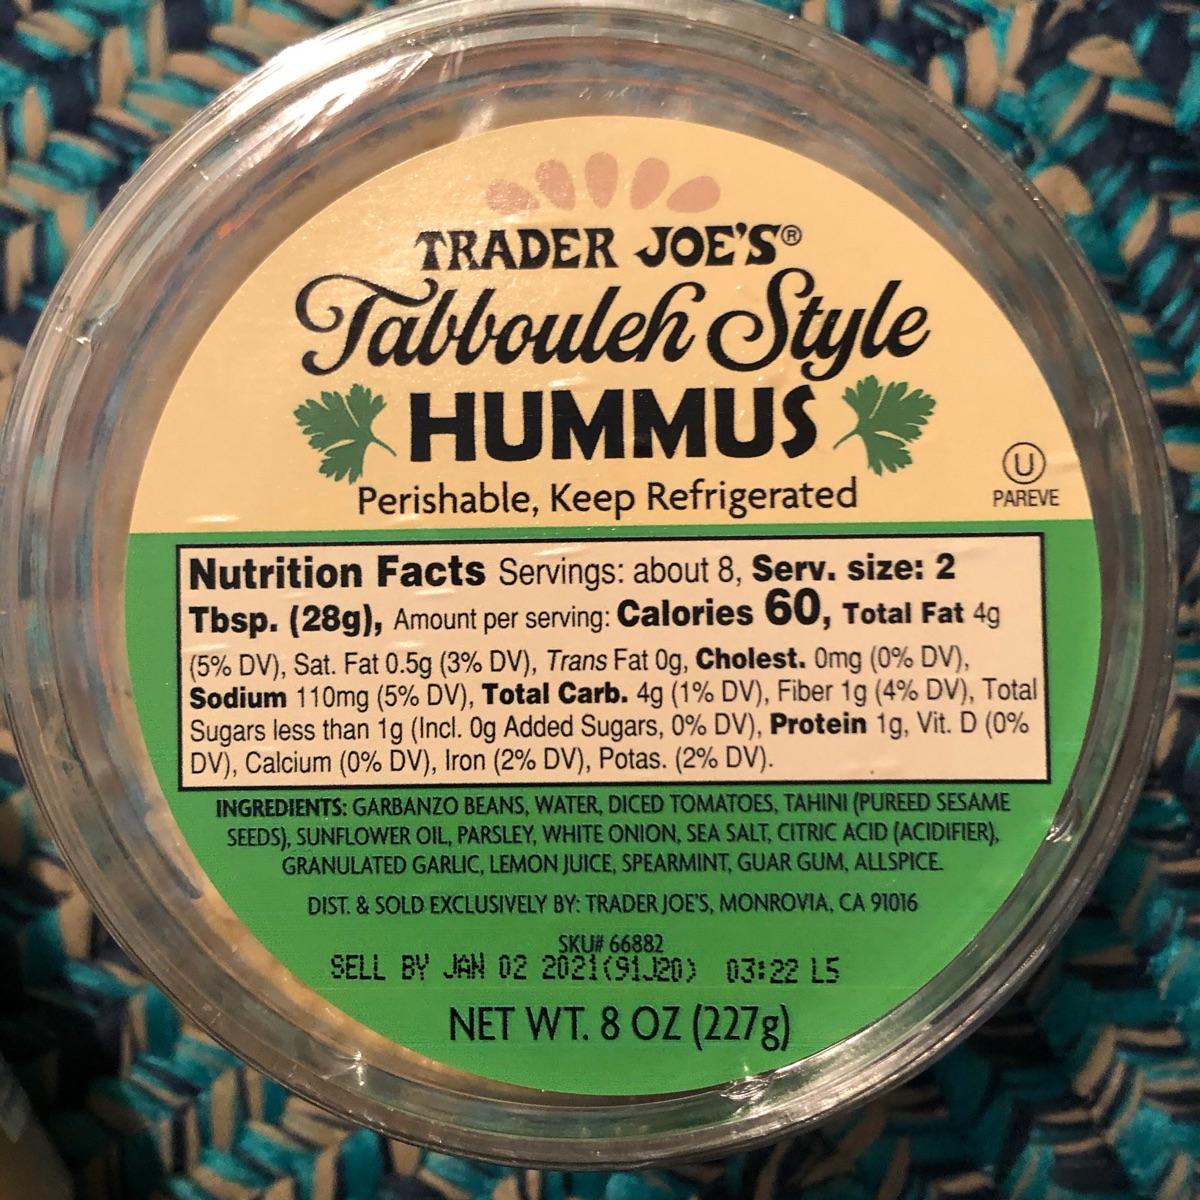 TRADER JOE'S®
Tabbouleh Style
HUMMUS
Perishable, Keep Refrigerated
U
PAREVE
Nutrition Facts Servings: about 8, Serv. size: 2
Tbsp. (28g), Amount per serving: Calories 60, Total Fat 4g
(5% DV), Sat. Fat 0.5g (3% DV), Trans Fat 0g, Cholest. 0mg (0% DV),
Sodium 110mg (5% DV), Total Carb. 4g (1% DV), Fiber 1g (4% DV), Total
Sugars less than 1g (Incl. 0g Added Sugars, 0% DV), Protein 1g, Vit. D (0%
DV), Calcium (0% DV), Iron (2% DV), Potas. (2% DV).
INGREDIENTS: GARBANZO BEANS, WATER, DICED TOMATOES, TAHINI (PUREED SESAME
SEEDS), SUNFLOWER OIL, PARSLEY, WHITE ONION, SEA SALT, CITRIC ACID (ACIDIFIER),
GRANULATED GARLIC, LEMON JUICE, SPEARMINT, GUAR GUM, ALLSPICE.
DIST. & SOLD EXCLUSIVELY BY: TRADER JOE'S, MONROVIA, CA 91016
SKU# 66882
SELL BY JAN 02 2021(91J20) 03:22 L5
NET WT. 8 OZ (227g)